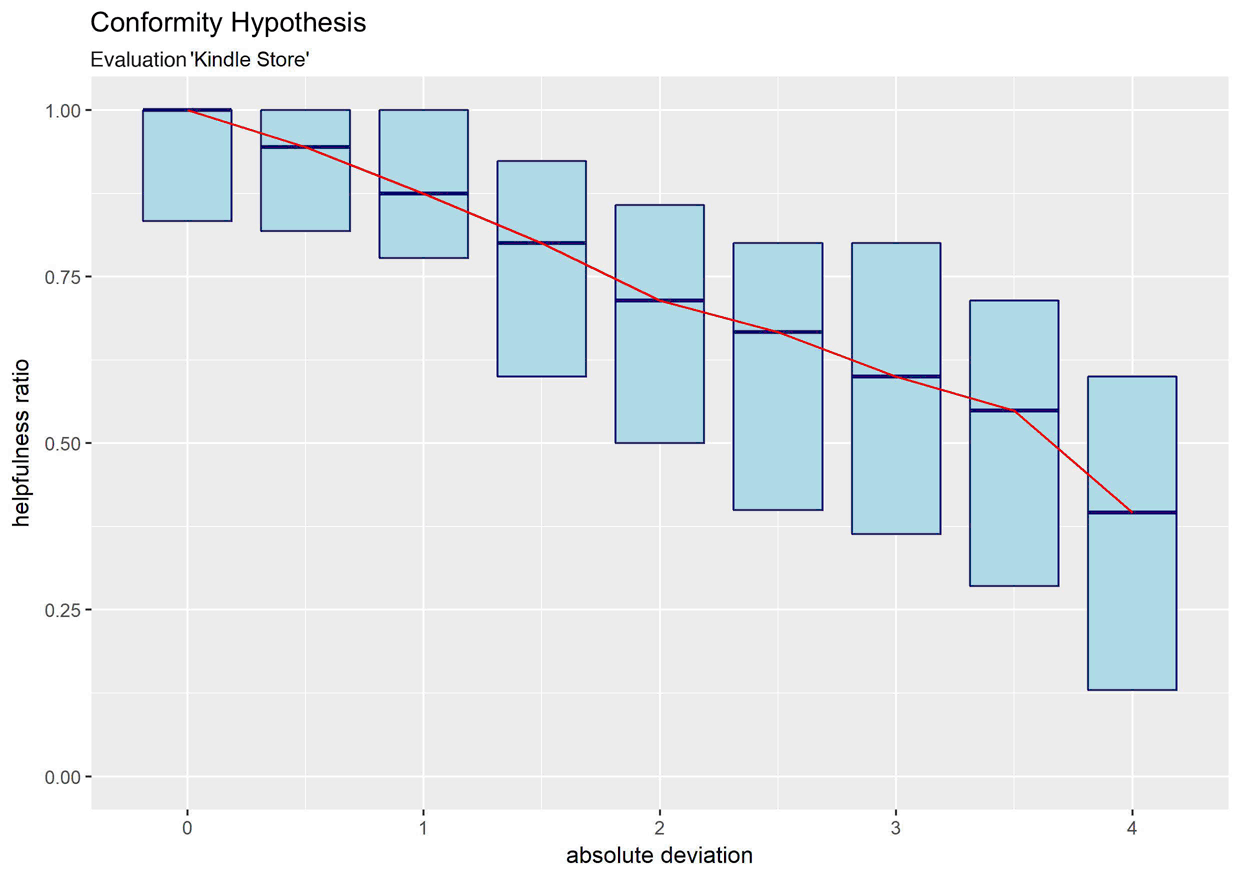 Conformity Hypothesis
Evaluation 'Kindle Store'
1.00
0.75
0.50
0.25
0.00
helpfulness ratio
0 1 2 3 4
absolute deviation